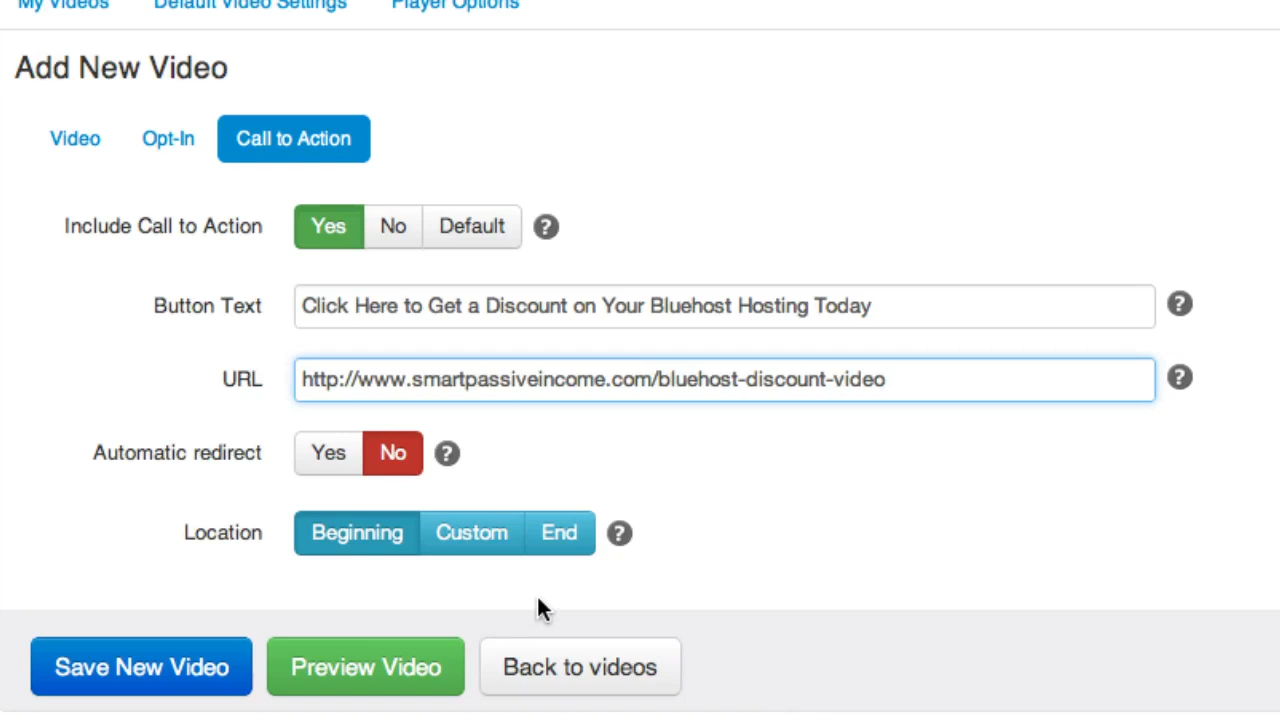 My Videos Default Video Settings Player Options
Add New Video
Video Opt-In Call to Action
Include Call to Action Yes No Default ?
Button Text Click Here to Get a Discount on Your Bluehost Hosting Today ?
URL http://www.smartpassiveincome.com/bluehost-discount-video ?
Automatic redirect Yes No ?
Location Beginning Custom End ?
Save New Video Preview Video Back to videos